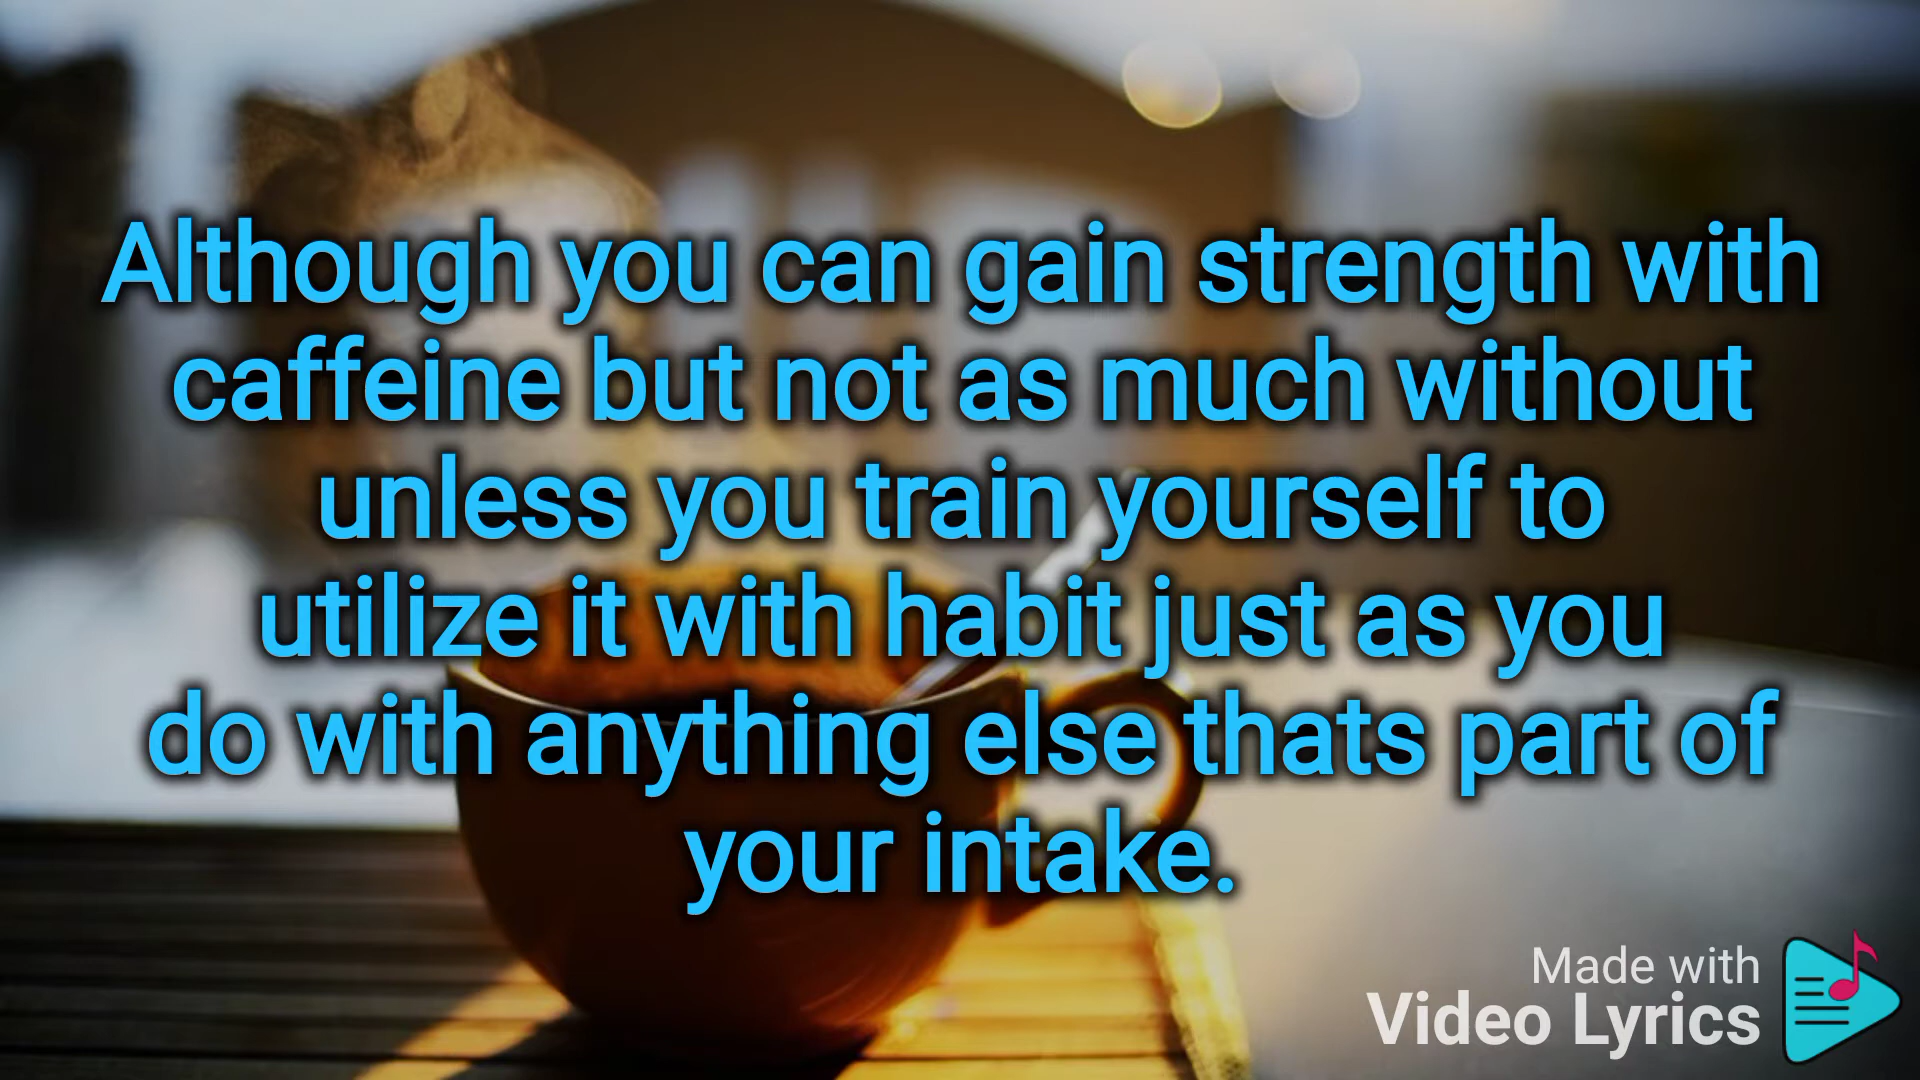 Although you can gain strength with
caffeine but not as much without
unless you train yourself to
utilize it with habit just as you
do with anything else thats part of
your intake.
Made with
Video Lyrics